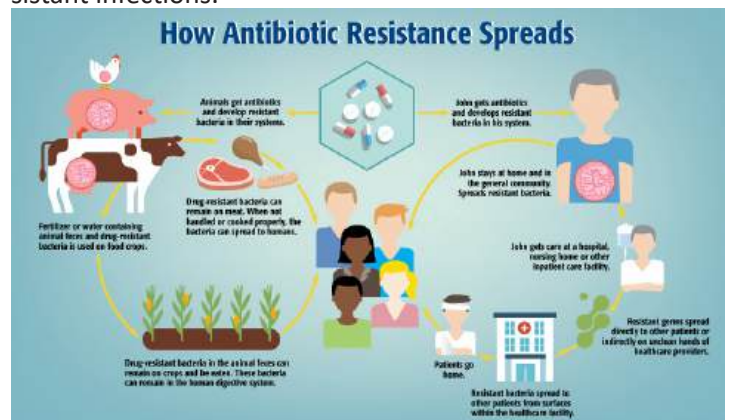 sistant infections.
How Antibiotic Resistance Spreads
Animals get antibiotics
and develop resistant
bacteria in their systems.
John gets antibiotics
and develops resistant
bacteria in his system.
John stays at home and in
the general community.
Spreads resistant bacteria.
Drug-resistant bacteria can
remain on meat. When not
handled or cooked properly, the
bacteria can spread to humans.
Fertilizer or water containing
animal feces and drug-resistant
bacteria is used on food crops.
John gets care at a hospital,
nursing home or other
inpatient care facility.
Resistant germs spread
directly to other patients or
indirectly on unclean hands of
healthcare providers.
Drug-resistant bacteria in the animal feces can
remain on crops and be eaten. These bacteria
can remain in the human digestive system.
Patients go
home.
Resistant bacteria spread to
other patients from surfaces
within the healthcare facility.